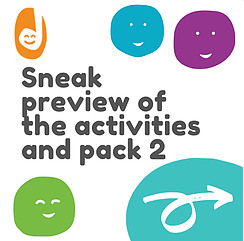 Sneak
preview of
the activities
and pack 2